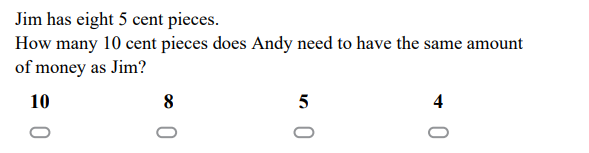 Jim has eight 5 cent pieces.
How many 10 cent pieces does Andy need to have the same amount
of money as Jim?
10 8 5 4